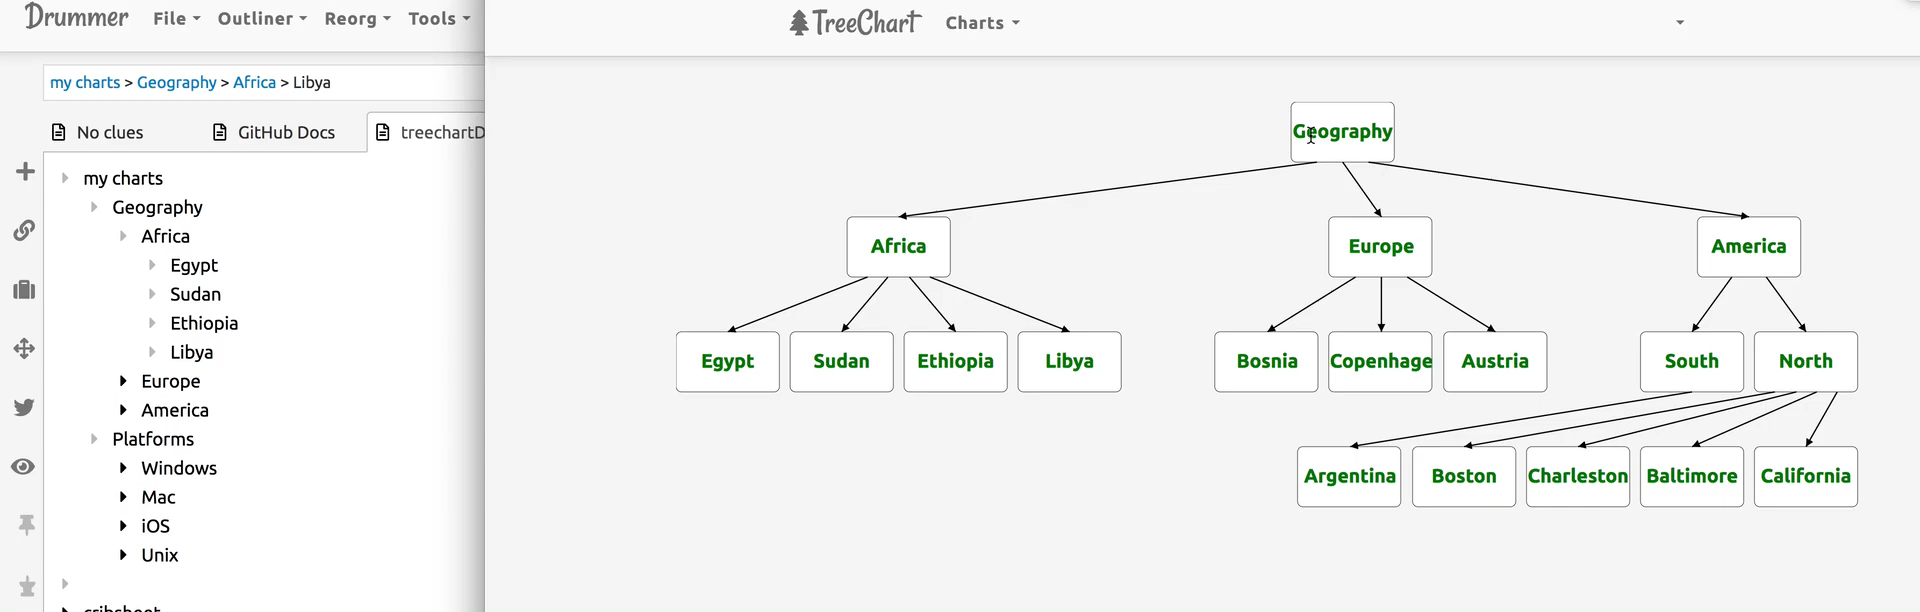 Drummer File Outliner Reorg Tools
my charts > Geography > Africa > Libya
No clues GitHub Docs treechartD
my charts
Geography
Africa
Egypt
Sudan
Ethiopia
Libya
Europe
America
Platforms
Windows
Mac
iOS
Unix
cribsheet
TreeChart Charts
Geography
Africa Europe America
Egypt Sudan Ethiopia Libya Bosnia Copenhage Austria South North
Argentina Boston Charleston Baltimore California